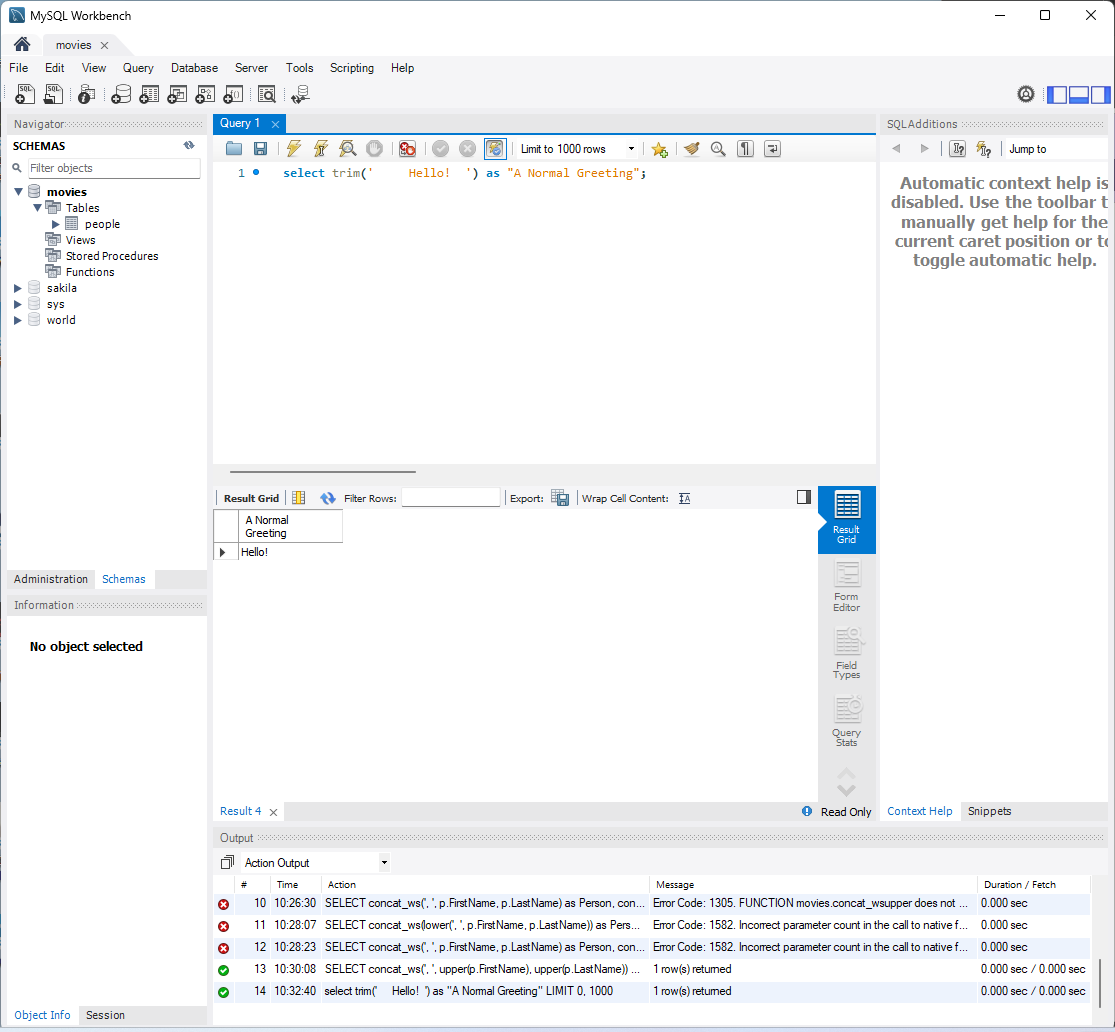 MySQL Workbench
movies
File Edit View Query Database Server Tools Scripting Help
Navigator
SCHEMAS
Filter objects
movies
Tables
people
Views
Stored Procedures
Functions
sakila
sys
world
Administration Schemas
Information
No object selected
Object Info Session
Query 1
Limit to 1000 rows
1 select trim('     Hello!  ') as "A Normal Greeting";
Result Grid Filter Rows: Export: Wrap Cell Content:
A Normal
Greeting
Hello!
Result
Grid
Form
Editor
Field
Types
Query
Stats
Result 4 Read Only
SQLAdditions
Jump to
Automatic context help is
disabled. Use the toolbar t
manually get help for the
current caret position or to
toggle automatic help.
Context Help Snippets
Output
Action Output
# Time Action Message Duration / Fetch
10 10:26:30 SELECT concat_ws(', ', p.FirstName, p.LastName) as Person, con... Error Code: 1305. FUNCTION movies.concat_wsupper does not ... 0.000 sec
11 10:28:07 SELECT concat_ws(lower(', ', p.FirstName, p.LastName)) as Pers... Error Code: 1582. Incorrect parameter count in the call to native f... 0.000 sec
12 10:28:23 SELECT concat_ws(', ', p.FirstName, p.LastName) as Person, con... Error Code: 1582. Incorrect parameter count in the call to native f... 0.000 sec
13 10:30:08 SELECT concat_ws(', ', upper(p.FirstName), upper(p.LastName)) ... 1 row(s) returned 0.000 sec / 0.000 sec
14 10:32:40 select trim('     Hello!  ') as "A Normal Greeting" LIMIT 0, 1000 1 row(s) returned 0.000 sec / 0.000 sec